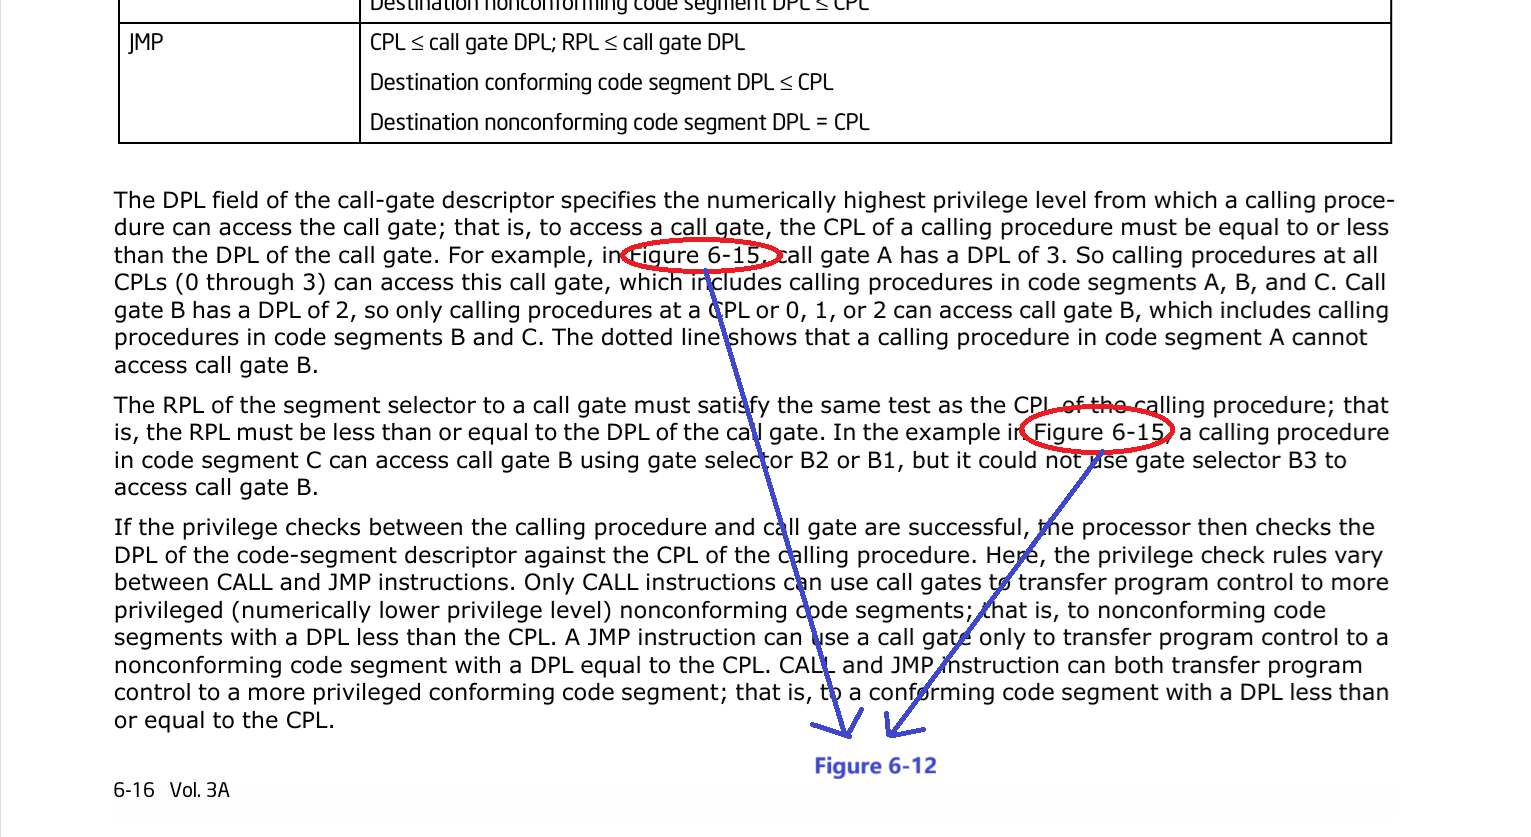 Destination nonconforming code segment DPL ≤ CPL
JMP
CPL ≤ call gate DPL; RPL ≤ call gate DPL
Destination conforming code segment DPL ≤ CPL
Destination nonconforming code segment DPL = CPL
The DPL field of the call-gate descriptor specifies the numerically highest privilege level from which a calling proce-
dure can access the call gate; that is, to access a call gate, the CPL of a calling procedure must be equal to or less
than the DPL of the call gate. For example, in Figure 6-15, call gate A has a DPL of 3. So calling procedures at all
CPLs (0 through 3) can access this call gate, which includes calling procedures in code segments A, B, and C. Call
gate B has a DPL of 2, so only calling procedures at a CPL or 0, 1, or 2 can access call gate B, which includes calling
procedures in code segments B and C. The dotted line shows that a calling procedure in code segment A cannot
access call gate B.
The RPL of the segment selector to a call gate must satisfy the same test as the CPL of the calling procedure; that
is, the RPL must be less than or equal to the DPL of the call gate. In the example in Figure 6-15, a calling procedure
in code segment C can access call gate B using gate selector B2 or B1, but it could not use gate selector B3 to
access call gate B.
If the privilege checks between the calling procedure and call gate are successful, the processor then checks the
DPL of the code-segment descriptor against the CPL of the calling procedure. Here, the privilege check rules vary
between CALL and JMP instructions. Only CALL instructions can use call gates to transfer program control to more
privileged (numerically lower privilege level) nonconforming code segments; that is, to nonconforming code
segments with a DPL less than the CPL. A JMP instruction can use a call gate only to transfer program control to a
nonconforming code segment with a DPL equal to the CPL. CALL and JMP instruction can both transfer program
control to a more privileged conforming code segment; that is, to a conforming code segment with a DPL less than
or equal to the CPL.
Figure 6-12
6-16 Vol. 3A